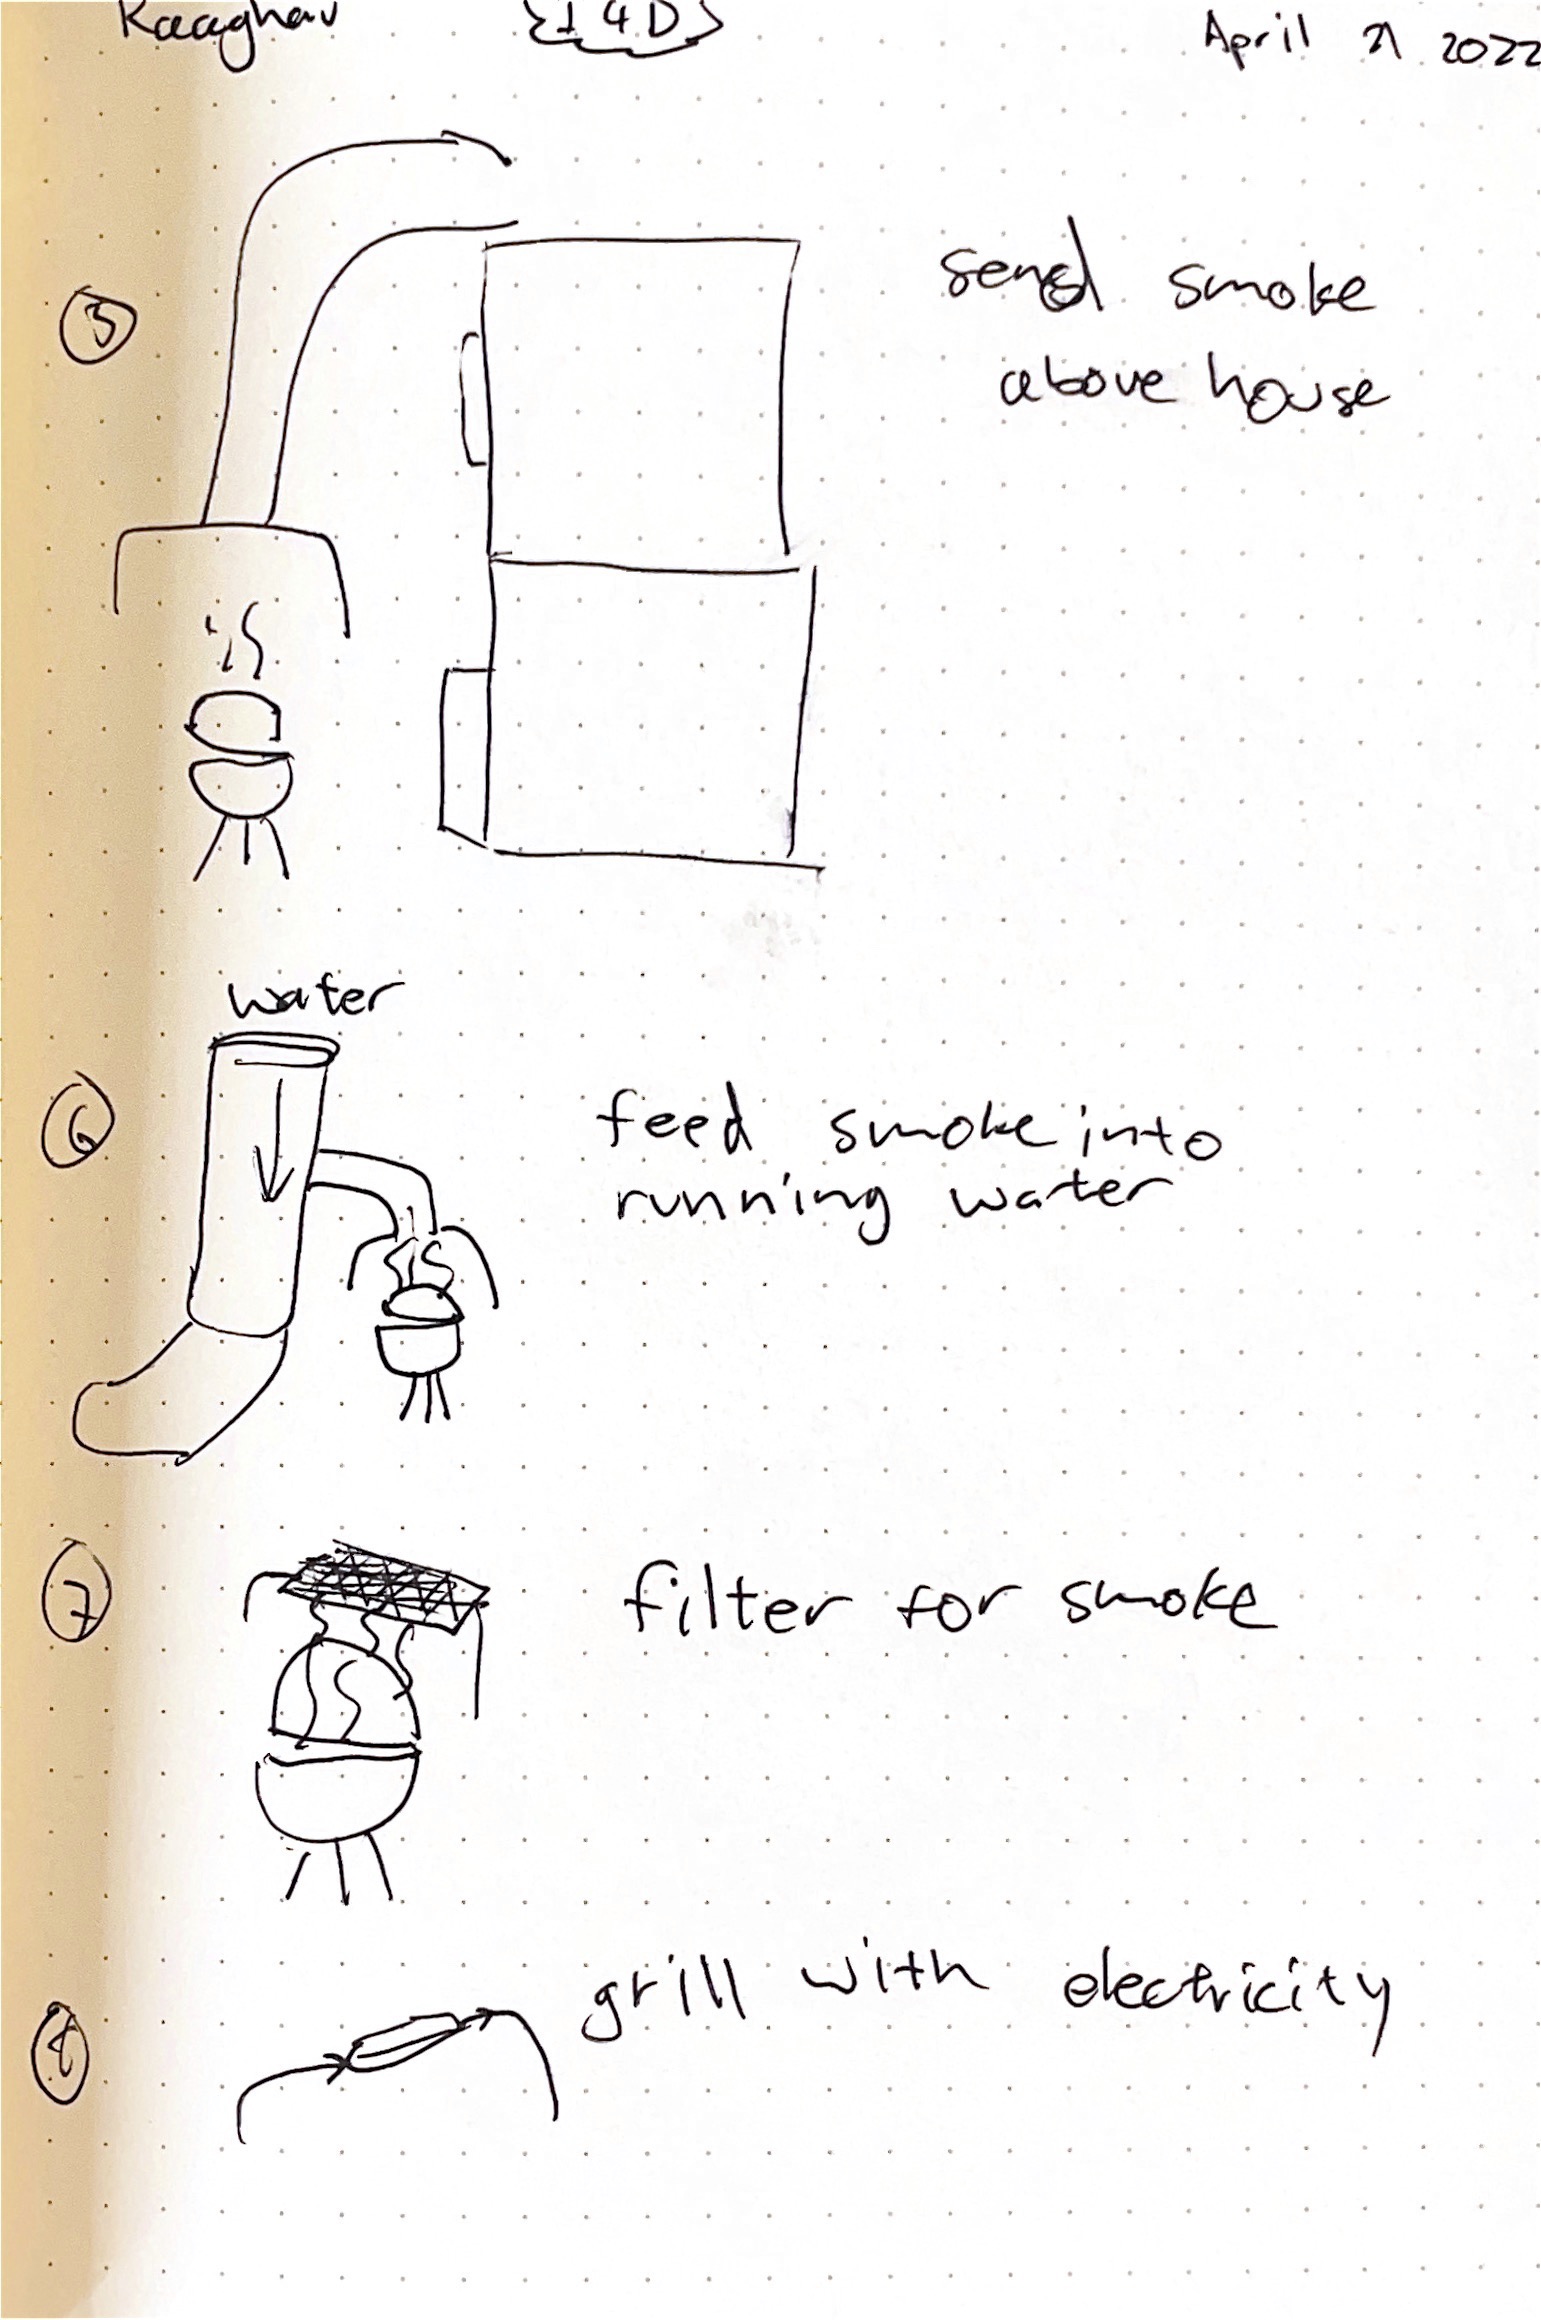 Raaghav {I4D} April 21 2022
5
send smoke
above house
water
6
feed smoke into
running water
7
filter for smoke
8
grill with electricity